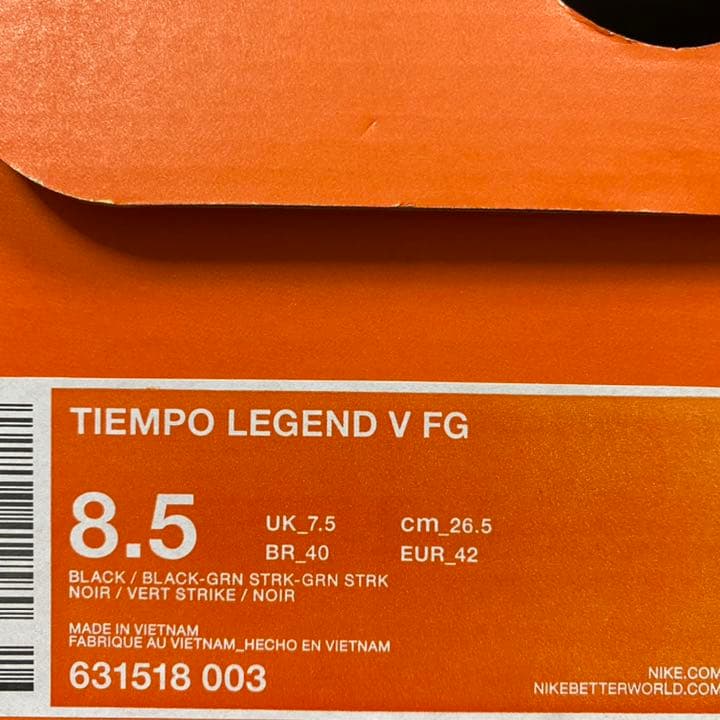 TIEMPO LEGEND V FG
8.5 UK_7.5 cm_26.5
BR_40 EUR_42
BLACK / BLACK-GRN STRK-GRN STRK
NOIR / VERT STRIKE / NOIR
MADE IN VIETNAM
FABRIQUE AU VIETNAM_HECHO EN VIETNAM
631518 003
NIKE.COM
NIKEBETTERWORLD.COM